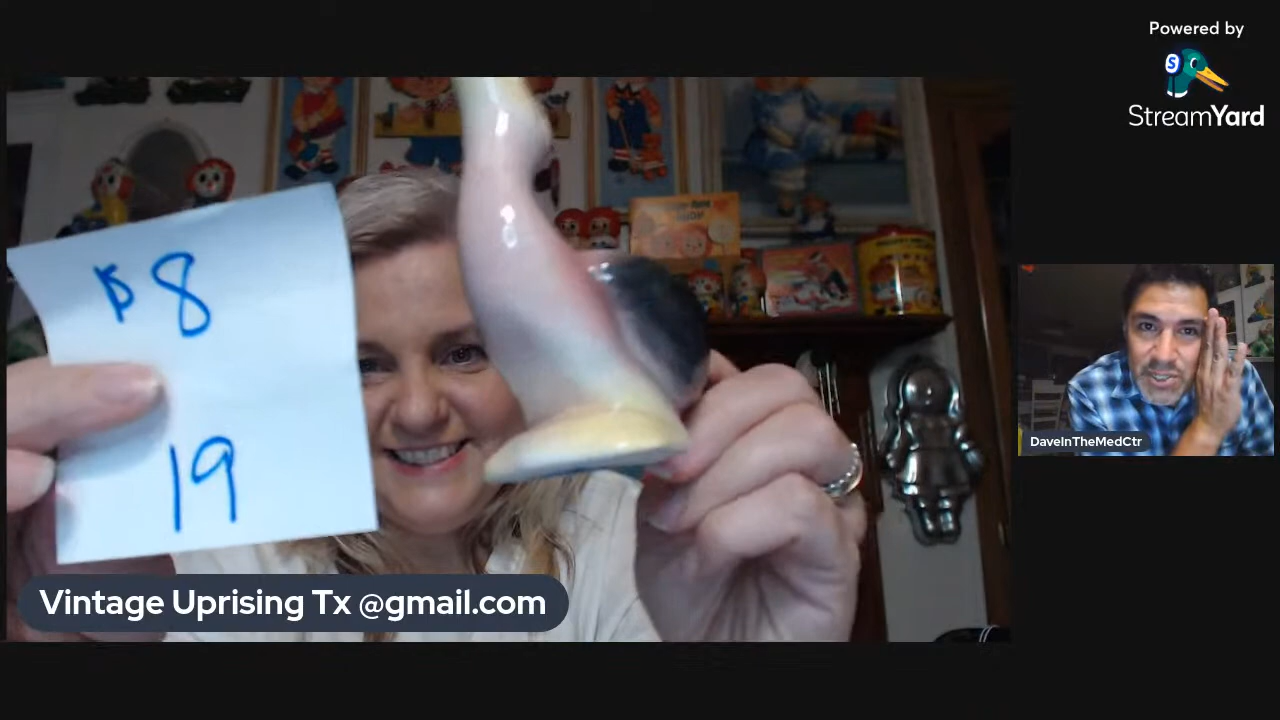 Powered by
S
StreamYard
$8
19
DaveInTheMedCtr
Vintage Uprising Tx @gmail.com